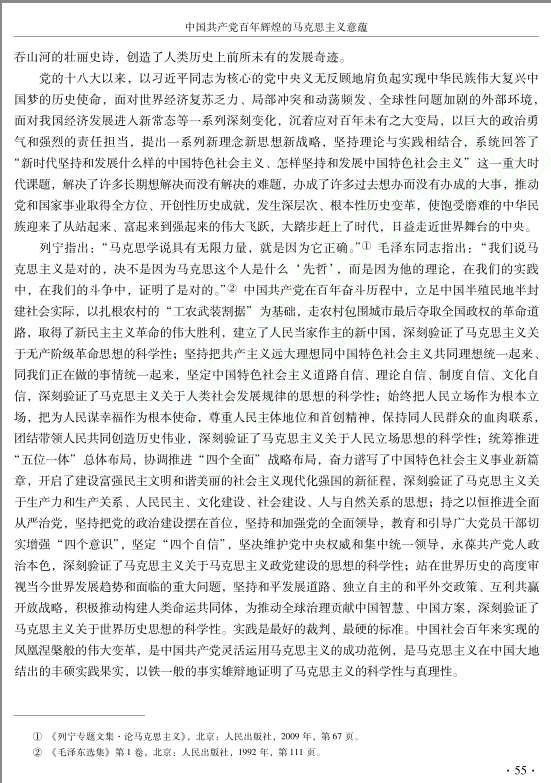 中国共产党百年辉煌的马克思主义意蕴
吞山河的壮丽史诗，创造了人类历史上前所未有的发展奇迹。
党的十八大以来，以习近平同志为核心的党中央义无反顾地肩负起实现中华民族伟大复兴中
国梦的历史使命，面对世界经济复苏乏力、局部冲突和动荡频发、全球性问题加剧的外部环境，
面对我国经济发展进入新常态等一系列深刻变化，沉着应对百年未有之大变局，以巨大的政治勇
气和强烈的责任担当，提出一系列新理念新思想新战略，坚持理论与实践相结合，系统回答了
“新时代坚持和发展什么样的中国特色社会主义、怎样坚持和发展中国特色社会主义”这一重大时
代课题，解决了许多长期想解决而没有解决的难题，办成了许多过去想办而没有办成的大事，推动
党和国家事业取得全方位、开创性历史成就，发生深层次、根本性历史变革，使饱受磨难的中华民
族迎来了从站起来、富起来到强起来的伟大飞跃，大踏步赶上了时代，日益走近世界舞台的中央。
列宁指出：“马克思学说具有无限力量，就是因为它正确。”① 毛泽东同志指出：“我们说马
克思主义是对的，决不是因为马克思这个人是什么‘先哲’，而是因为他的理论，在我们的实践
中，在我们的斗争中，证明了是对的。”② 中国共产党在百年奋斗历程中，立足中国半殖民地半封
建社会实际，以扎根农村的“工农武装割据”为基础，走农村包围城市最后夺取全国政权的革命道
路，取得了新民主主义革命的伟大胜利，建立了人民当家作主的新中国，深刻验证了马克思主义关
于无产阶级革命思想的科学性；坚持把共产主义远大理想同中国特色社会主义共同理想统一起来、
同我们正在做的事情统一起来，坚定中国特色社会主义道路自信、理论自信、制度自信、文化自
信，深刻验证了马克思主义关于人类社会发展规律的思想的科学性；始终把人民立场作为根本立
场，把为人民谋幸福作为根本使命，尊重人民主体地位和首创精神，保持同人民群众的血肉联系，
团结带领人民共同创造历史伟业，深刻验证了马克思主义关于人民立场思想的科学性；统筹推进
“五位一体”总体布局，协调推进“四个全面”战略布局，奋力谱写了中国特色社会主义事业新篇
章，开启了建设富强民主文明和谐美丽的社会主义现代化强国的新征程，深刻验证了马克思主义关
于生产力和生产关系、人民民主、文化建设、社会建设、人与自然关系的思想；持之以恒推进全面
从严治党，坚持把党的政治建设摆在首位，坚持和加强党的全面领导，教育和引导广大党员干部切
实增强“四个意识”，坚定“四个自信”，坚决维护党中央权威和集中统一领导，永葆共产党人政
治本色，深刻验证了马克思主义关于马克思主义政党建设的思想的科学性；站在世界历史的高度审
视当今世界发展趋势和面临的重大问题，坚持和平发展道路、独立自主的和平外交政策、互利共赢
开放战略，积极推动构建人类命运共同体，为推动全球治理贡献中国智慧、中国方案，深刻验证了
马克思主义关于世界历史思想的科学性。实践是最好的裁判、最硬的标准。中国社会百年来实现的
凤凰涅槃般的伟大变革，是中国共产党灵活运用马克思主义的成功范例，是马克思主义在中国大地
结出的丰硕实践果实，以铁一般的事实雄辩地证明了马克思主义的科学性与真理性。
① 《列宁专题文集·论马克思主义》，北京：人民出版社，2009 年，第 67 页。
② 《毛泽东选集》第 1 卷，北京：人民出版社，1992 年，第 111 页。
· 55 ·